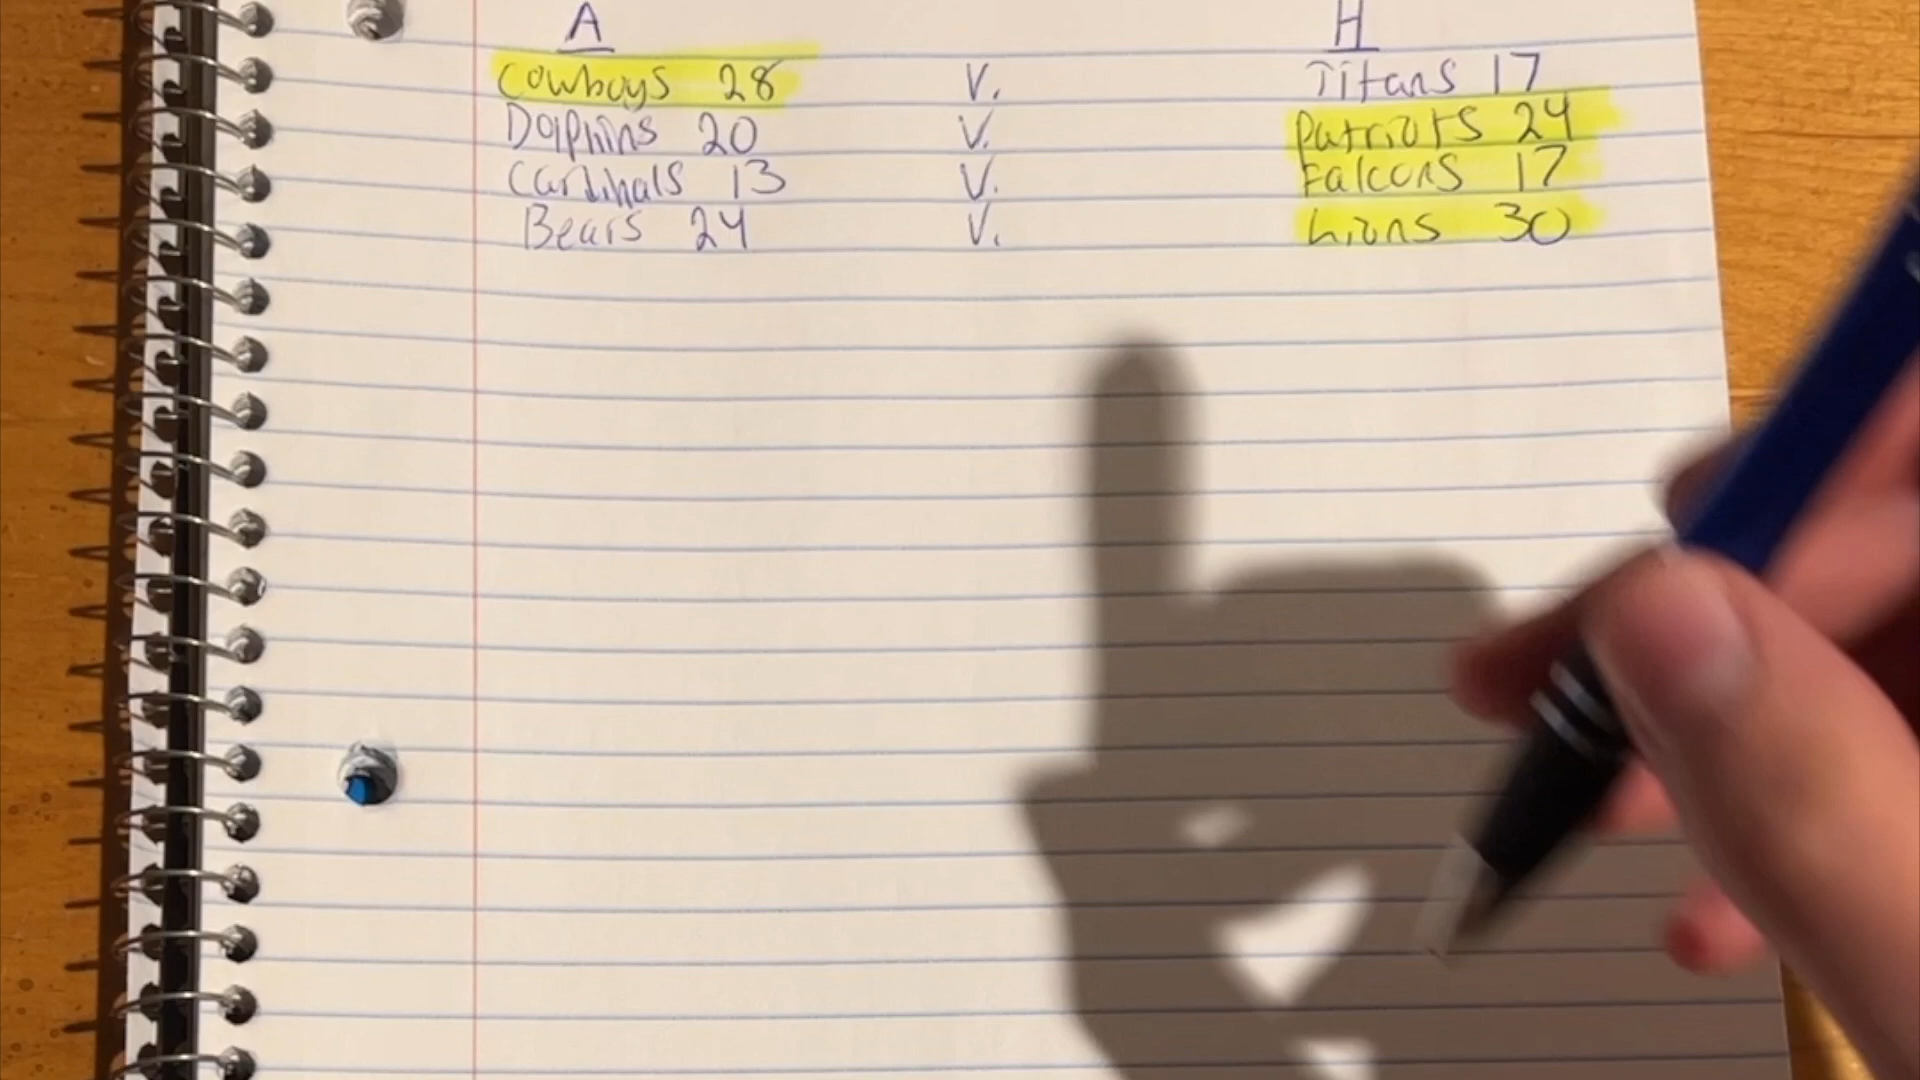 A H
Cowboys 28 V. Titans 17
Dolphins 20 V. Patriots 24
Cardinals 13 V. Falcons 17
Bears 24 V. Lions 30